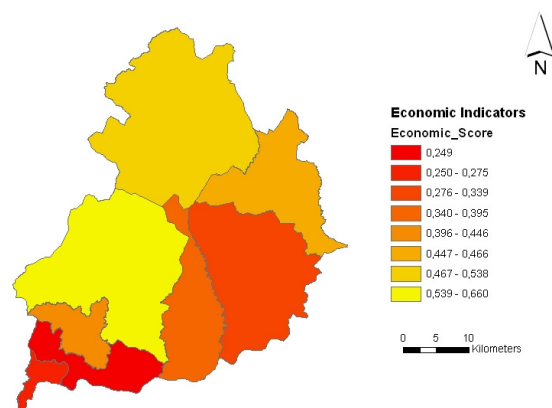 N
Economic Indicators
Economic_Score
0,249
0,250 - 0,275
0,276 - 0,339
0,340 - 0,395
0,396 - 0,446
0,447 - 0,466
0,467 - 0,538
0,539 - 0,660
0 5 10
Kilometers